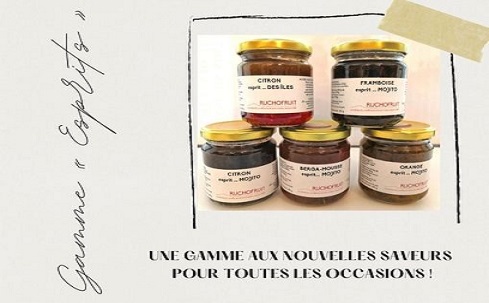 Gamme « Esprits »
CITRON
esprit ... DES ÎLES
RUCHOFRUIT
FRAMBOISE
esprit ... MOJITO
RUCHOFRUIT
CITRON
esprit ... MOJITO
RUCHOFRUIT
BERGA-MOUSSE
esprit ... MOJITO
RUCHOFRUIT
ORANGE
esprit ... MOJITO
RUCHOFRUIT
UNE GAMME AUX NOUVELLES SAVEURS
POUR TOUTES LES OCCASIONS !